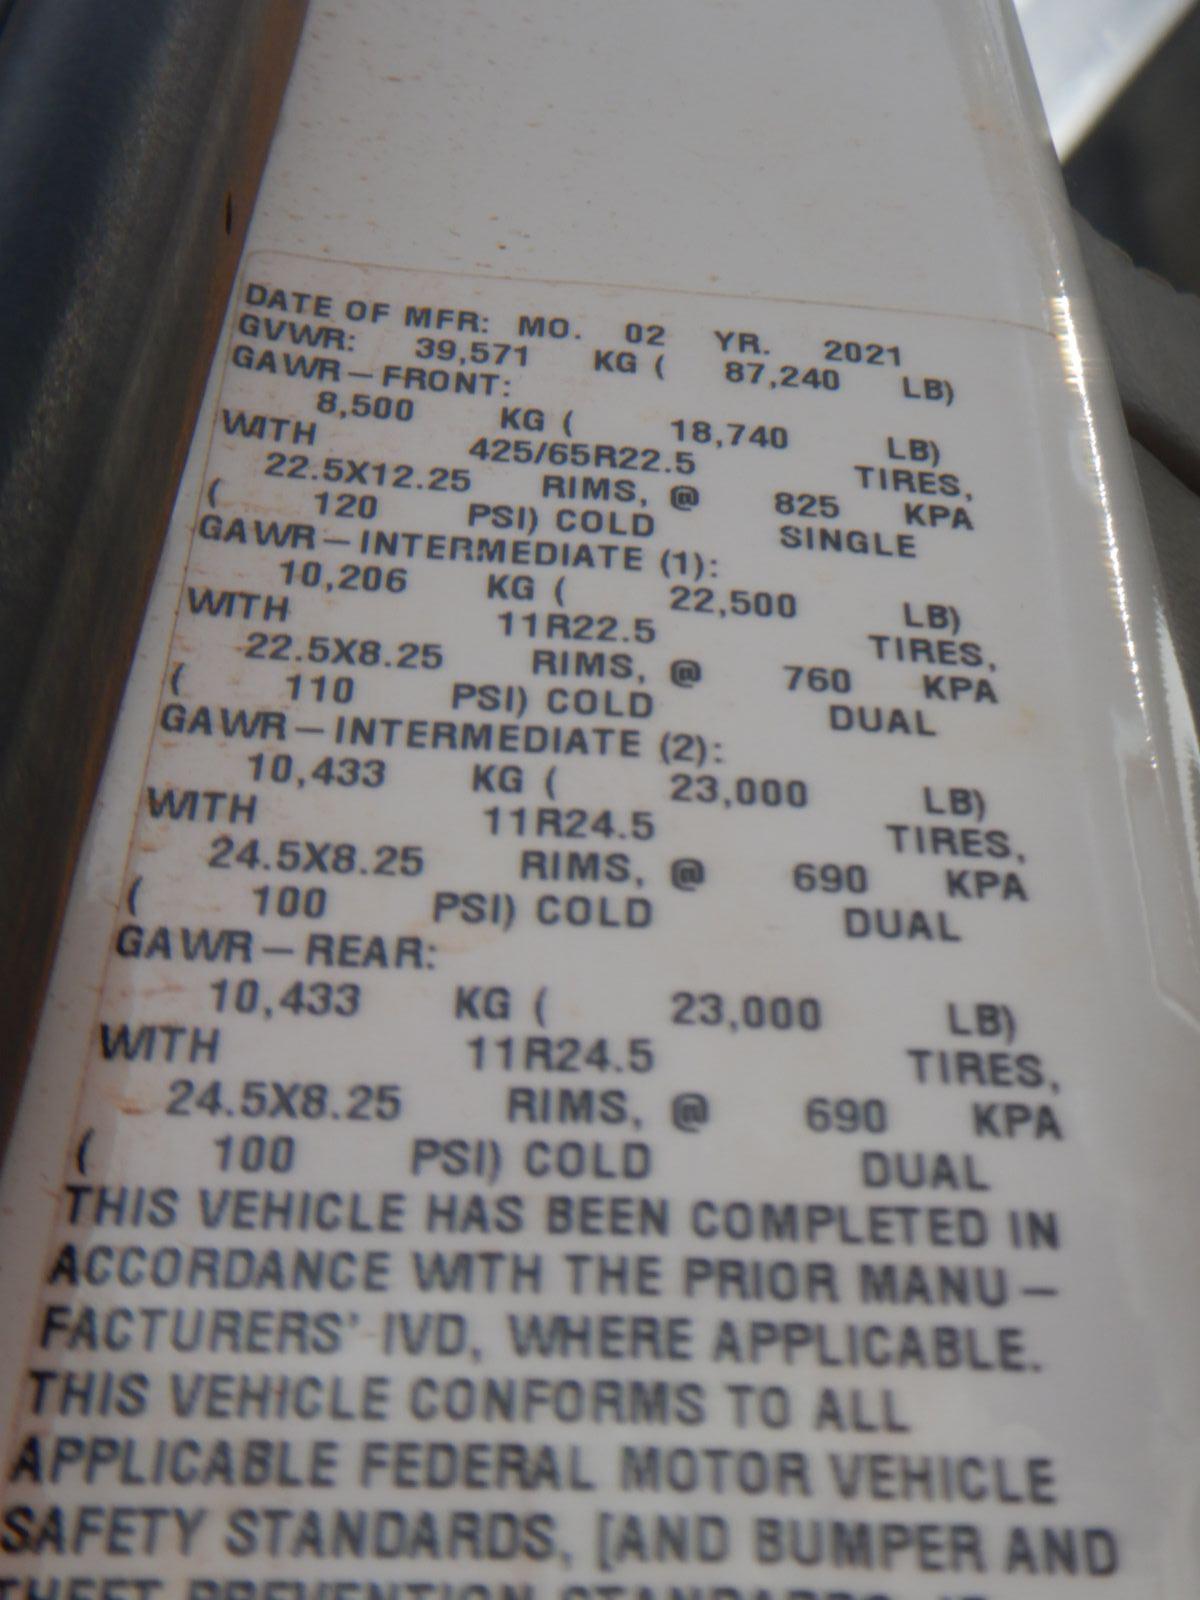 DATE OF MFR: MO. 02 YR. 2021
GVWR: 39,571 KG ( 87,240 LB)
GAWR—FRONT:
8,500 KG ( 18,740 LB)
WITH 425/65R22.5 TIRES,
22.5X12.25 RIMS, @ 825 KPA
( 120 PSI) COLD SINGLE
GAWR—INTERMEDIATE (1):
10,206 KG ( 22,500 LB)
WITH 11R22.5 TIRES,
22.5X8.25 RIMS, @ 760 KPA
( 110 PSI) COLD DUAL
GAWR—INTERMEDIATE (2):
10,433 KG ( 23,000 LB)
WITH 11R24.5 TIRES,
24.5X8.25 RIMS, @ 690 KPA
( 100 PSI) COLD DUAL
GAWR—REAR:
10,433 KG ( 23,000 LB)
WITH 11R24.5 TIRES,
24.5X8.25 RIMS, @ 690 KPA
( 100 PSI) COLD DUAL
THIS VEHICLE HAS BEEN COMPLETED IN
ACCORDANCE WITH THE PRIOR MANU—
FACTURERS' IVD, WHERE APPLICABLE.
THIS VEHICLE CONFORMS TO ALL
APPLICABLE FEDERAL MOTOR VEHICLE
SAFETY STANDARDS, [AND BUMPER AND
THEFT PREVENTION STANDARDS,